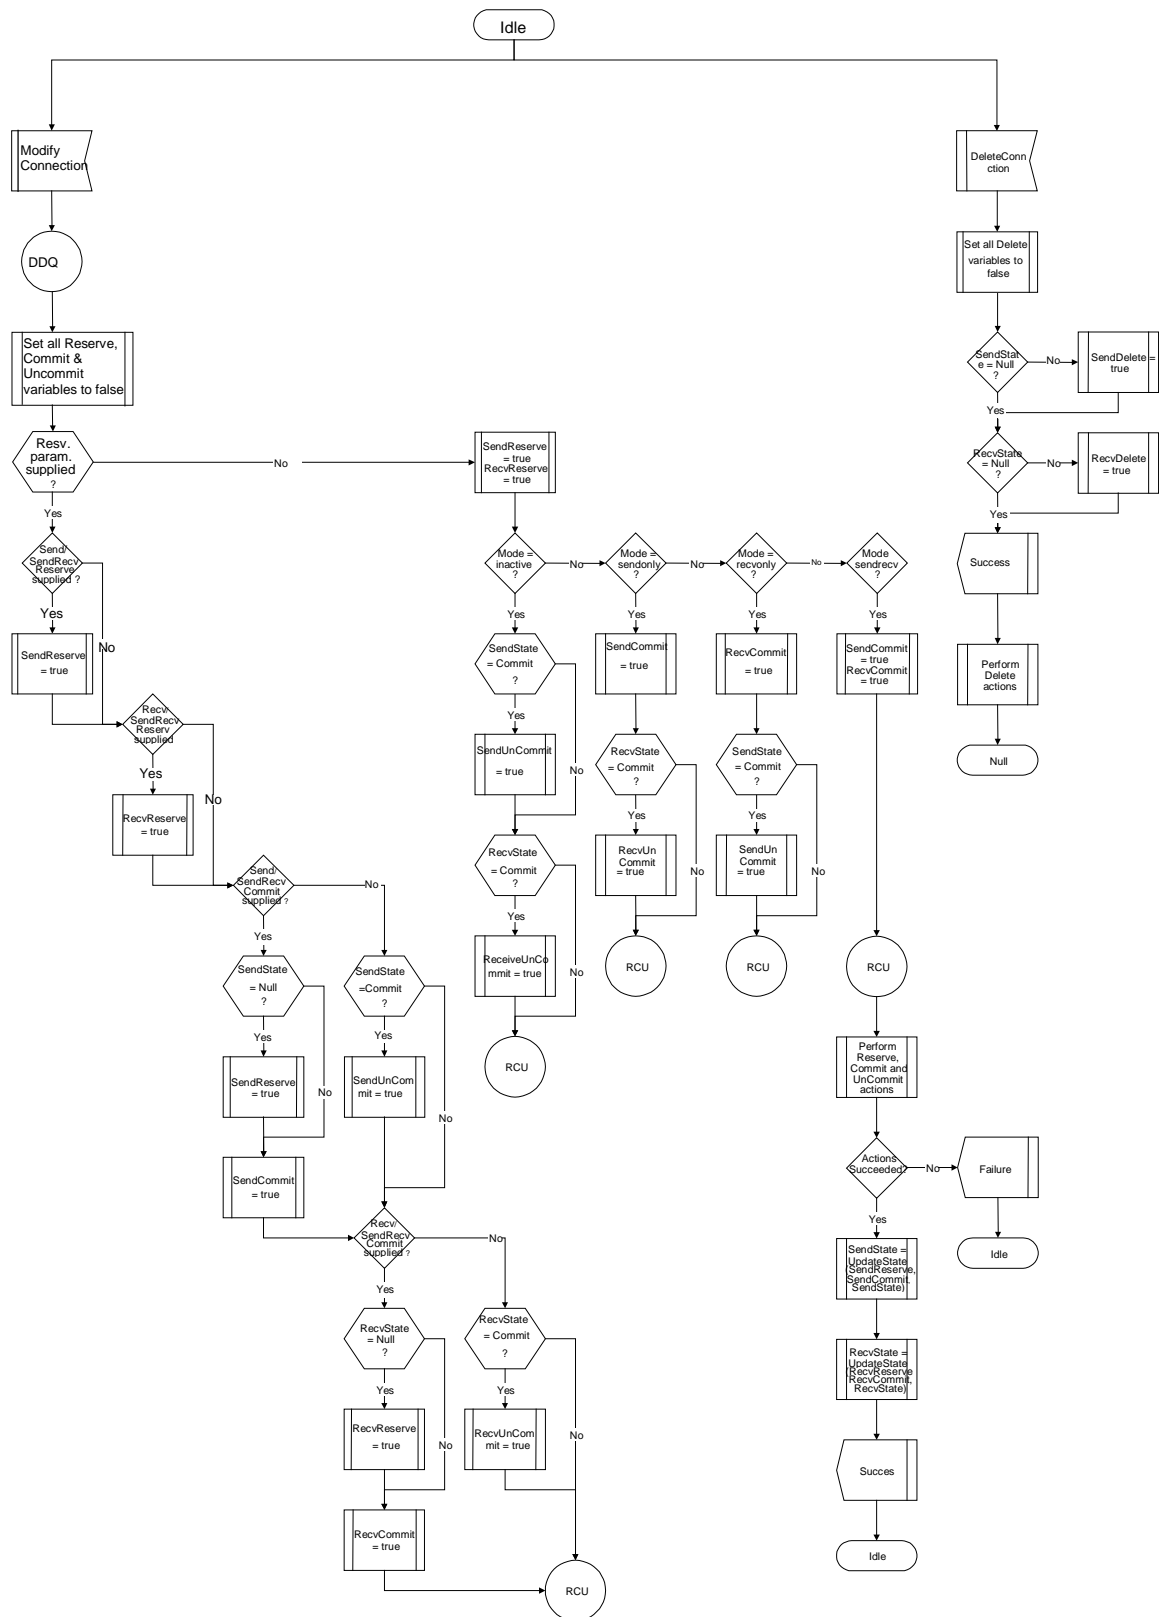 Idle
Modify
Connection
DDQ
Set all Reserve,
Commit &
Uncommit
variables to false
Resv.
param.
supplied
?
No
Yes
Send/
SendRecv
Reserve
supplied ?
Yes
No
SendReserve
= true
Recv/
SendRecv
Reserv
supplied
Yes
No
RecvReserve
= true
Send/
SendRecv
Commit
supplied ?
No
Yes
SendState
= Null
?
Yes
No
SendReserve
= true
SendCommit
= true
SendState
=Commit
?
Yes
No
SendUnCom
mit = true
Recv/
SendRecv
Commit
supplied ?
No
Yes
RecvState
= Null
?
Yes
No
RecvReserve
= true
RecvCommit
= true
RecvState
= Commit
?
Yes
No
RecvUnCom
mit = true
RCU
SendReserve
= true
RecvReserve
= true
Mode =
inactive
?
No
Yes
SendState
= Commit
?
Yes
No
SendUnCommit
= true
RecvState
= Commit
?
Yes
No
ReceiveUnCo
mmit = true
RCU
Mode =
sendonly
?
No
Yes
SendCommit
= true
RecvState
= Commit
?
Yes
No
RecvUn
Commit
= true
RCU
Mode =
recvonly
?
No
Yes
RecvCommit
= true
SendState
= Commit
?
Yes
No
SendUn
Commit
= true
RCU
Mode
sendrecv
?
Yes
SendCommit
= true
RecvCommit
= true
RCU
Perform
Reserve,
Commit and
UnCommit
actions
Actions
Succeeded?
No
Failure
Idle
Yes
SendState =
UpdateState
(SendReserve,
SendCommit,
SendState)
RecvState =
UpdateState
(RecvReserve
RecvCommit,
RecvState)
Succes
Idle
DeleteConn
ction
Set all Delete
variables to
false
SendStat
e = Null
?
No
SendDelete =
true
Yes
RecvState
= Null
?
No
RecvDelete
= true
Yes
Success
Perform
Delete
actions
Null